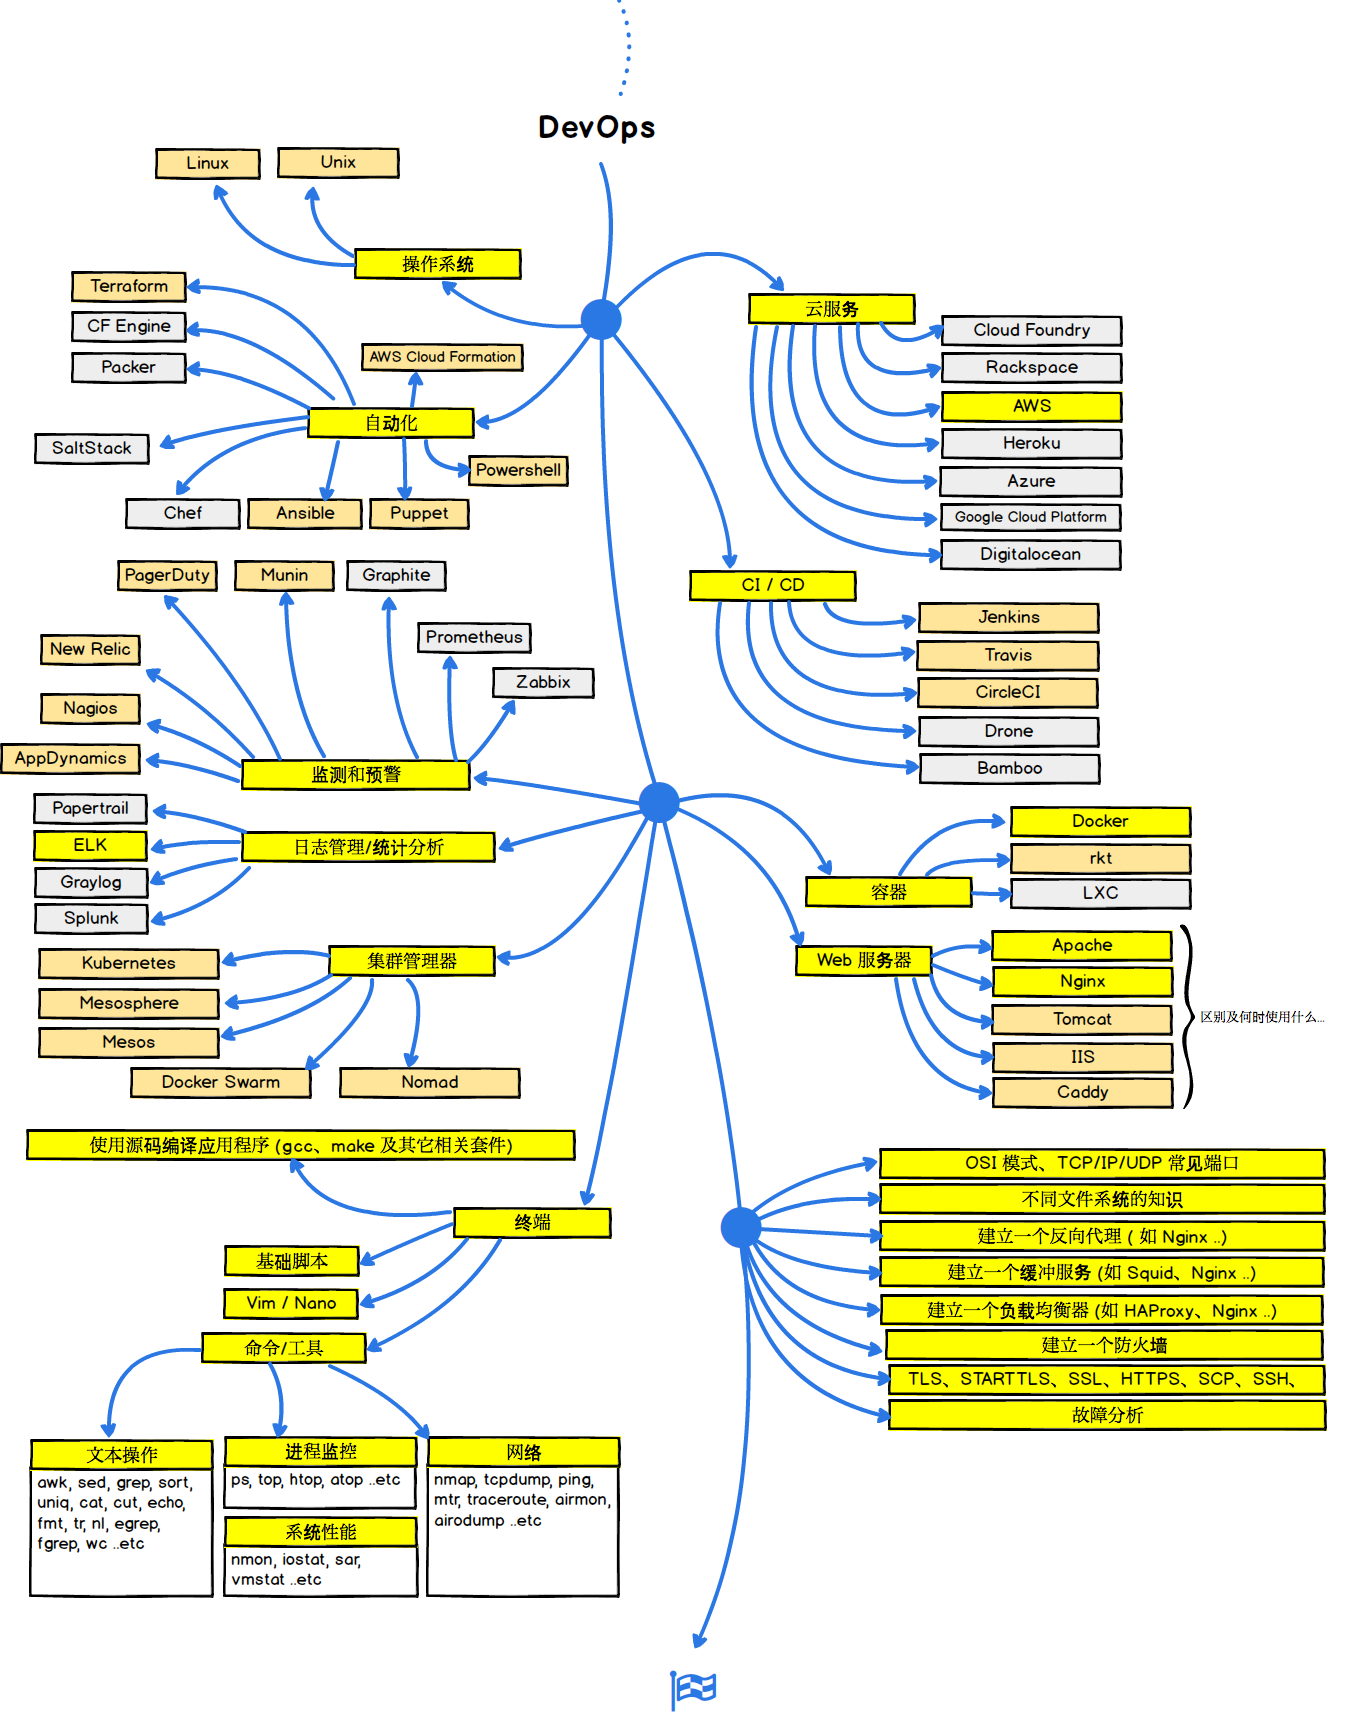 DevOps
Linux
Unix
操作系统
Terraform
CF Engine
Packer
AWS Cloud Formation
自动化
SaltStack
Powershell
Chef
Ansible
Puppet
云服务
Cloud Foundry
Rackspace
AWS
Heroku
Azure
Google Cloud Platform
Digitalocean
CI / CD
Jenkins
Travis
CircleCI
Drone
Bamboo
PagerDuty
Munin
Graphite
Prometheus
Zabbix
New Relic
Nagios
AppDynamics
监测和预警
Papertrail
ELK
Graylog
Splunk
日志管理/统计分析
容器
Docker
rkt
LXC
集群管理器
Kubernetes
Mesosphere
Mesos
Docker Swarm
Nomad
Web 服务器
Apache
Nginx
Tomcat
IIS
Caddy
区别及何时使用什么...
使用源码编译应用程序 (gcc、make 及其它相关套件)
终端
基础脚本
Vim / Nano
命令/工具
文本操作
awk, sed, grep, sort,
uniq, cat, cut, echo,
fmt, tr, nl, egrep,
fgrep, wc ..etc
进程监控
ps, top, htop, atop ..etc
系统性能
nmon, iostat, sar,
vmstat ..etc
网络
nmap, tcpdump, ping,
mtr, traceroute, airmon,
airodump ..etc
OSI 模式、TCP/IP/UDP 常见端口
不同文件系统的知识
建立一个反向代理 ( 如 Nginx ..)
建立一个缓冲服务 (如 Squid、Nginx ..)
建立一个负载均衡器 (如 HAProxy、Nginx ..)
建立一个防火墙
TLS、STARTTLS、SSL、HTTPS、SCP、SSH、
故障分析